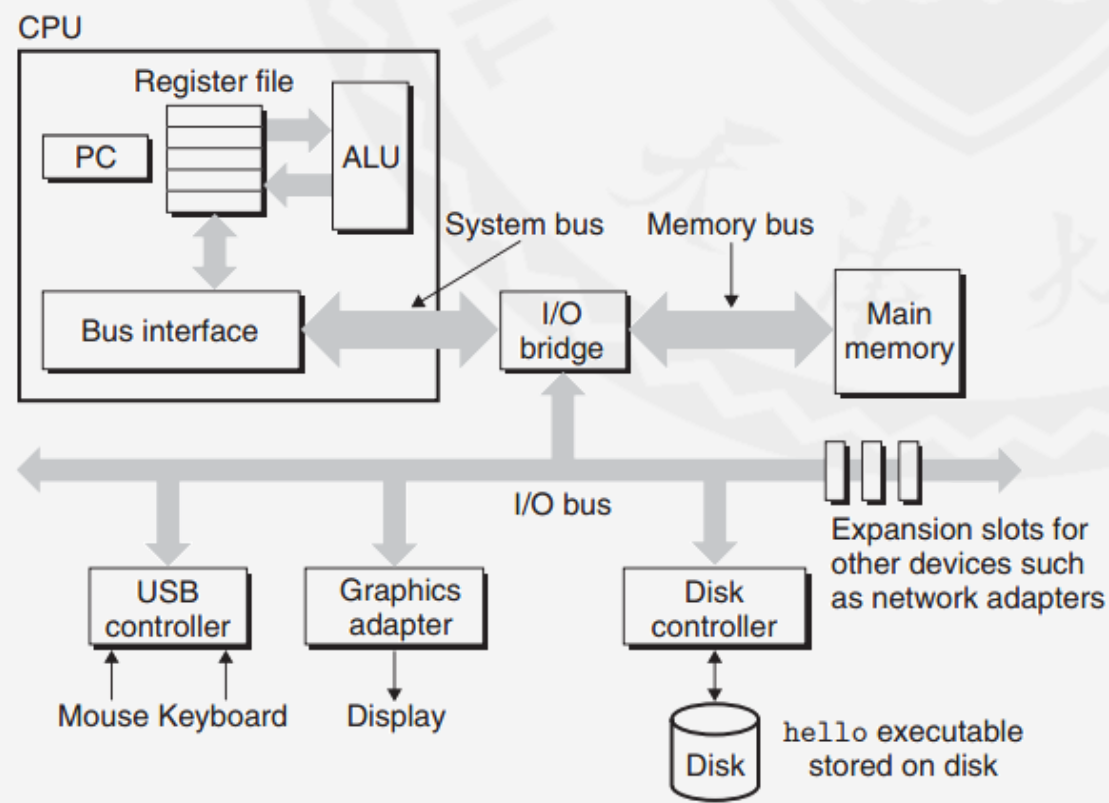 CPU
Register file
PC
ALU
System bus
Memory bus
Bus interface
I/O
bridge
Main
memory
I/O bus
Expansion slots for
other devices such
as network adapters
USB
controller
Graphics
adapter
Disk
controller
Mouse Keyboard
Display
Disk
hello executable
stored on disk